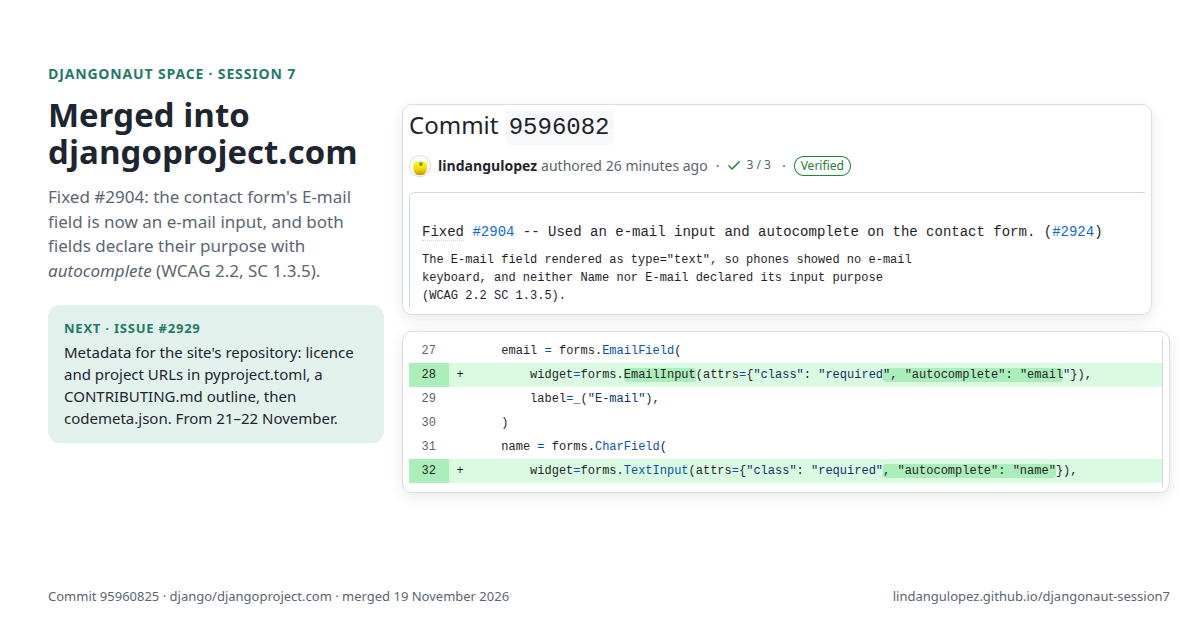 DJANGONAUT SPACE · SESSION 7
Merged into
djangoproject.com
Fixed #2904: the contact form's E-mail
field is now an e-mail input, and both
fields declare their purpose with
autocomplete (WCAG 2.2, SC 1.3.5).
NEXT · ISSUE #2929
Metadata for the site's repository: licence
and project URLs in pyproject.toml, a
CONTRIBUTING.md outline, then
codemeta.json. From 21–22 November.
Commit 9596082
lindangulopez authored 26 minutes ago · ✓ 3 / 3 · Verified
Fixed #2904 -- Used an e-mail input and autocomplete on the contact form. (#2924)
The E-mail field rendered as type="text", so phones showed no e-mail
keyboard, and neither Name nor E-mail declared its input purpose
(WCAG 2.2 SC 1.3.5).
27 email = forms.EmailField(
28 + widget=forms.EmailInput(attrs={"class": "required", "autocomplete": "email"}),
29 label=_("E-mail"),
30 )
31 name = forms.CharField(
32 + widget=forms.TextInput(attrs={"class": "required", "autocomplete": "name"}),
Commit 95960825 · django/djangoproject.com · merged 19 November 2026
lindangulopez.github.io/djangonaut-session7